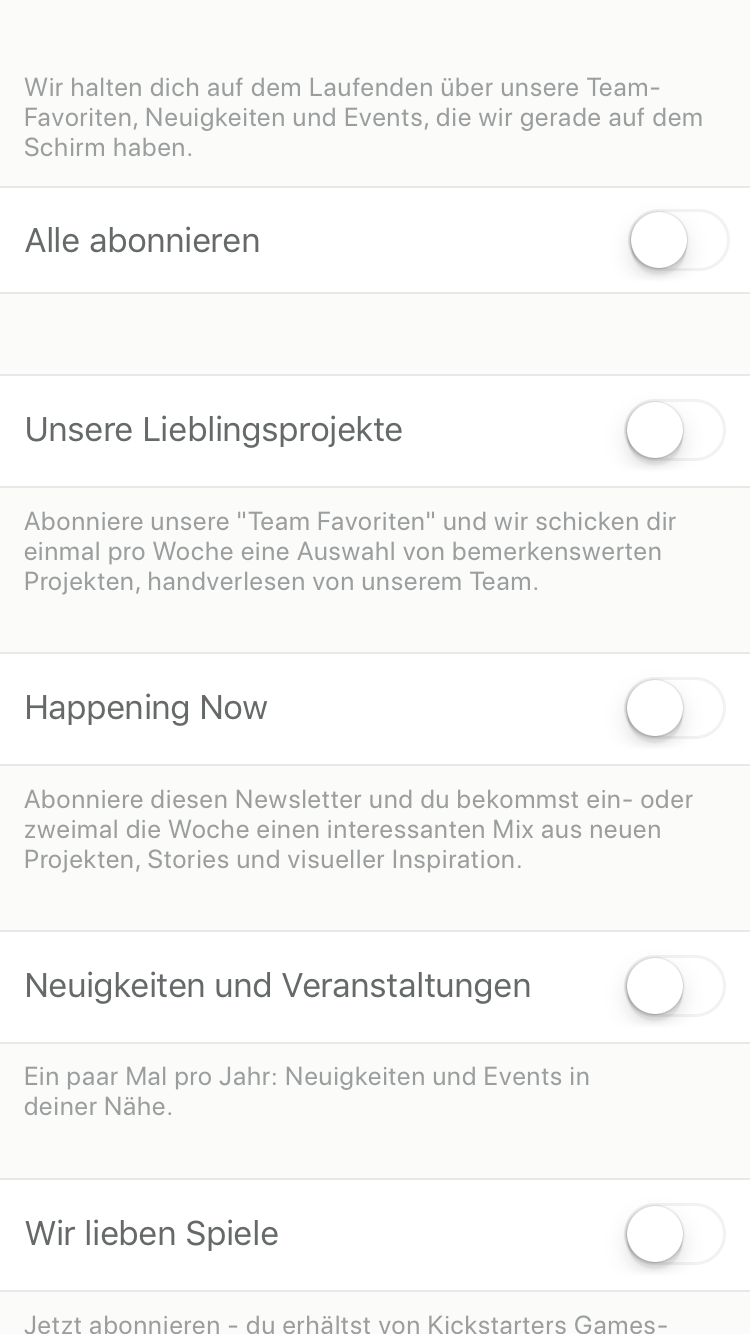 Wir halten dich auf dem Laufenden über unsere Team-
Favoriten, Neuigkeiten und Events, die wir gerade auf dem
Schirm haben.
Alle abonnieren
Unsere Lieblingsprojekte
Abonniere unsere "Team Favoriten" und wir schicken dir
einmal pro Woche eine Auswahl von bemerkenswerten
Projekten, handverlesen von unserem Team.
Happening Now
Abonniere diesen Newsletter und du bekommst ein- oder
zweimal die Woche einen interessanten Mix aus neuen
Projekten, Stories und visueller Inspiration.
Neuigkeiten und Veranstaltungen
Ein paar Mal pro Jahr: Neuigkeiten und Events in
deiner Nähe.
Wir lieben Spiele
Jetzt abonnieren - du erhältst von Kickstarters Games-